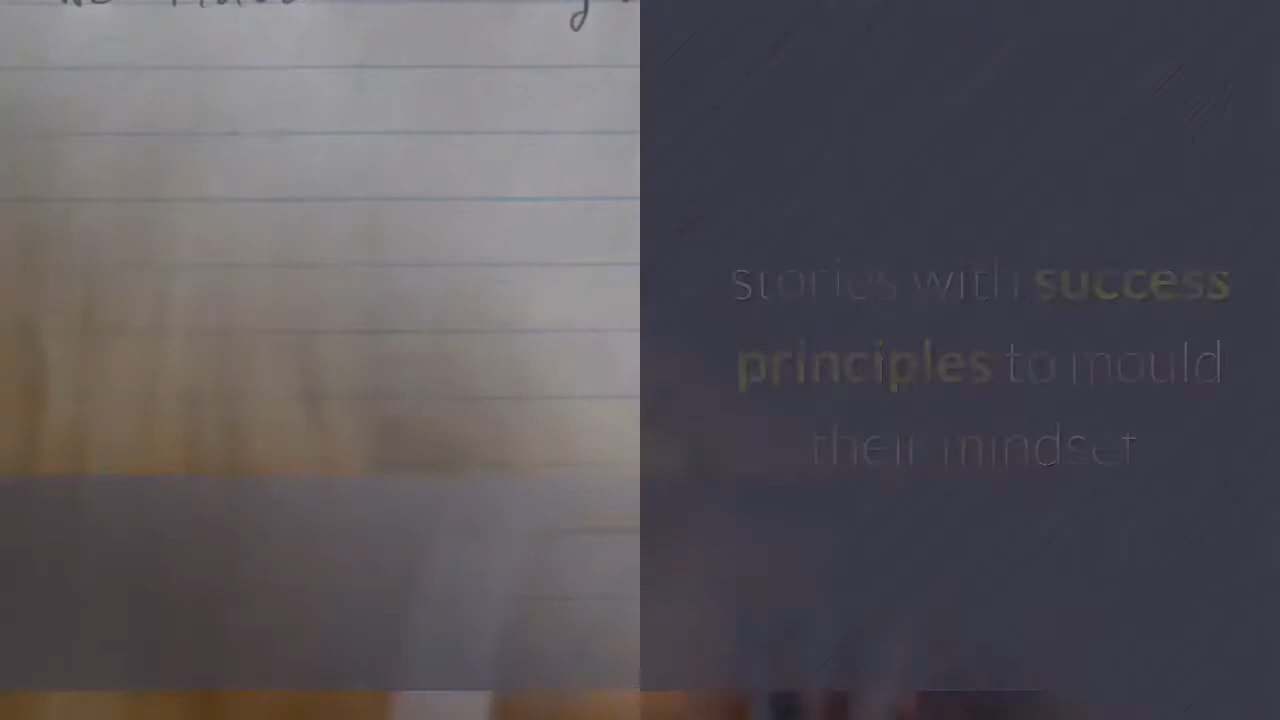 stories with success
principles to mould
their mindset